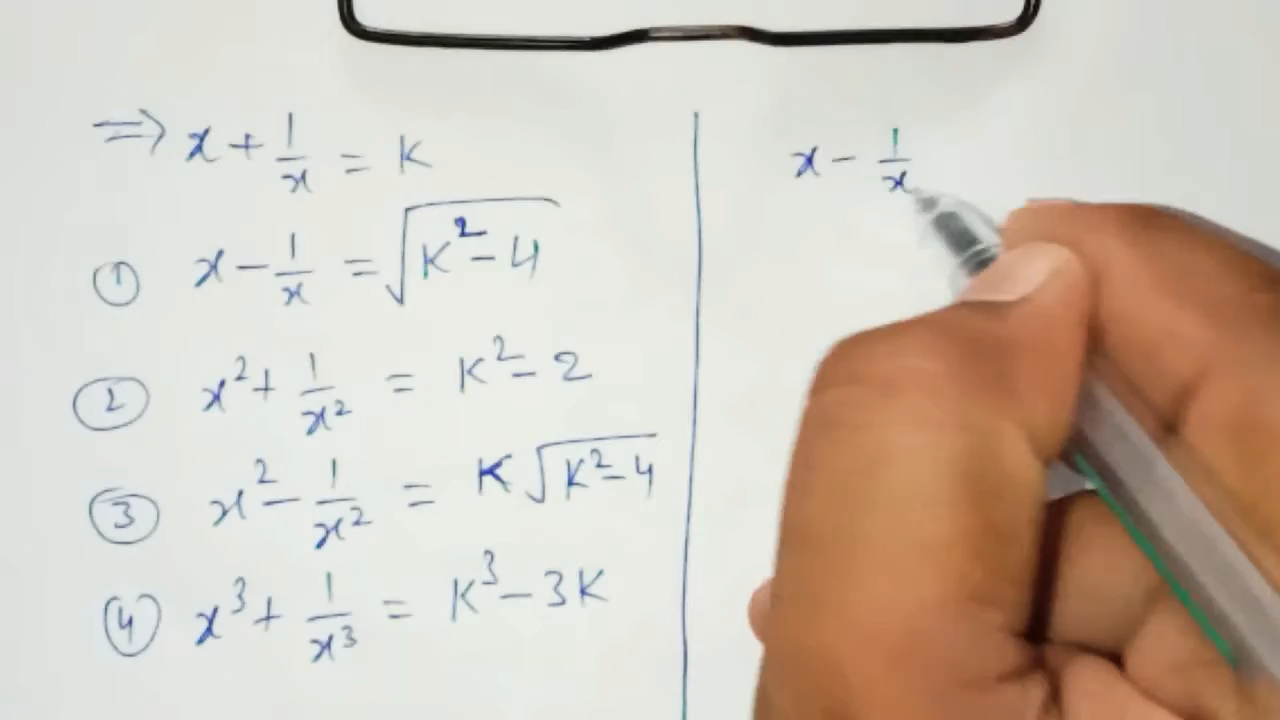 ⇒ x + 1/x = K
① x - 1/x = √(K² - 4)
② x² + 1/x² = K² - 2
③ x² - 1/x² = K√(K² - 4)
④ x³ + 1/x³ = K³ - 3K
x - 1/x